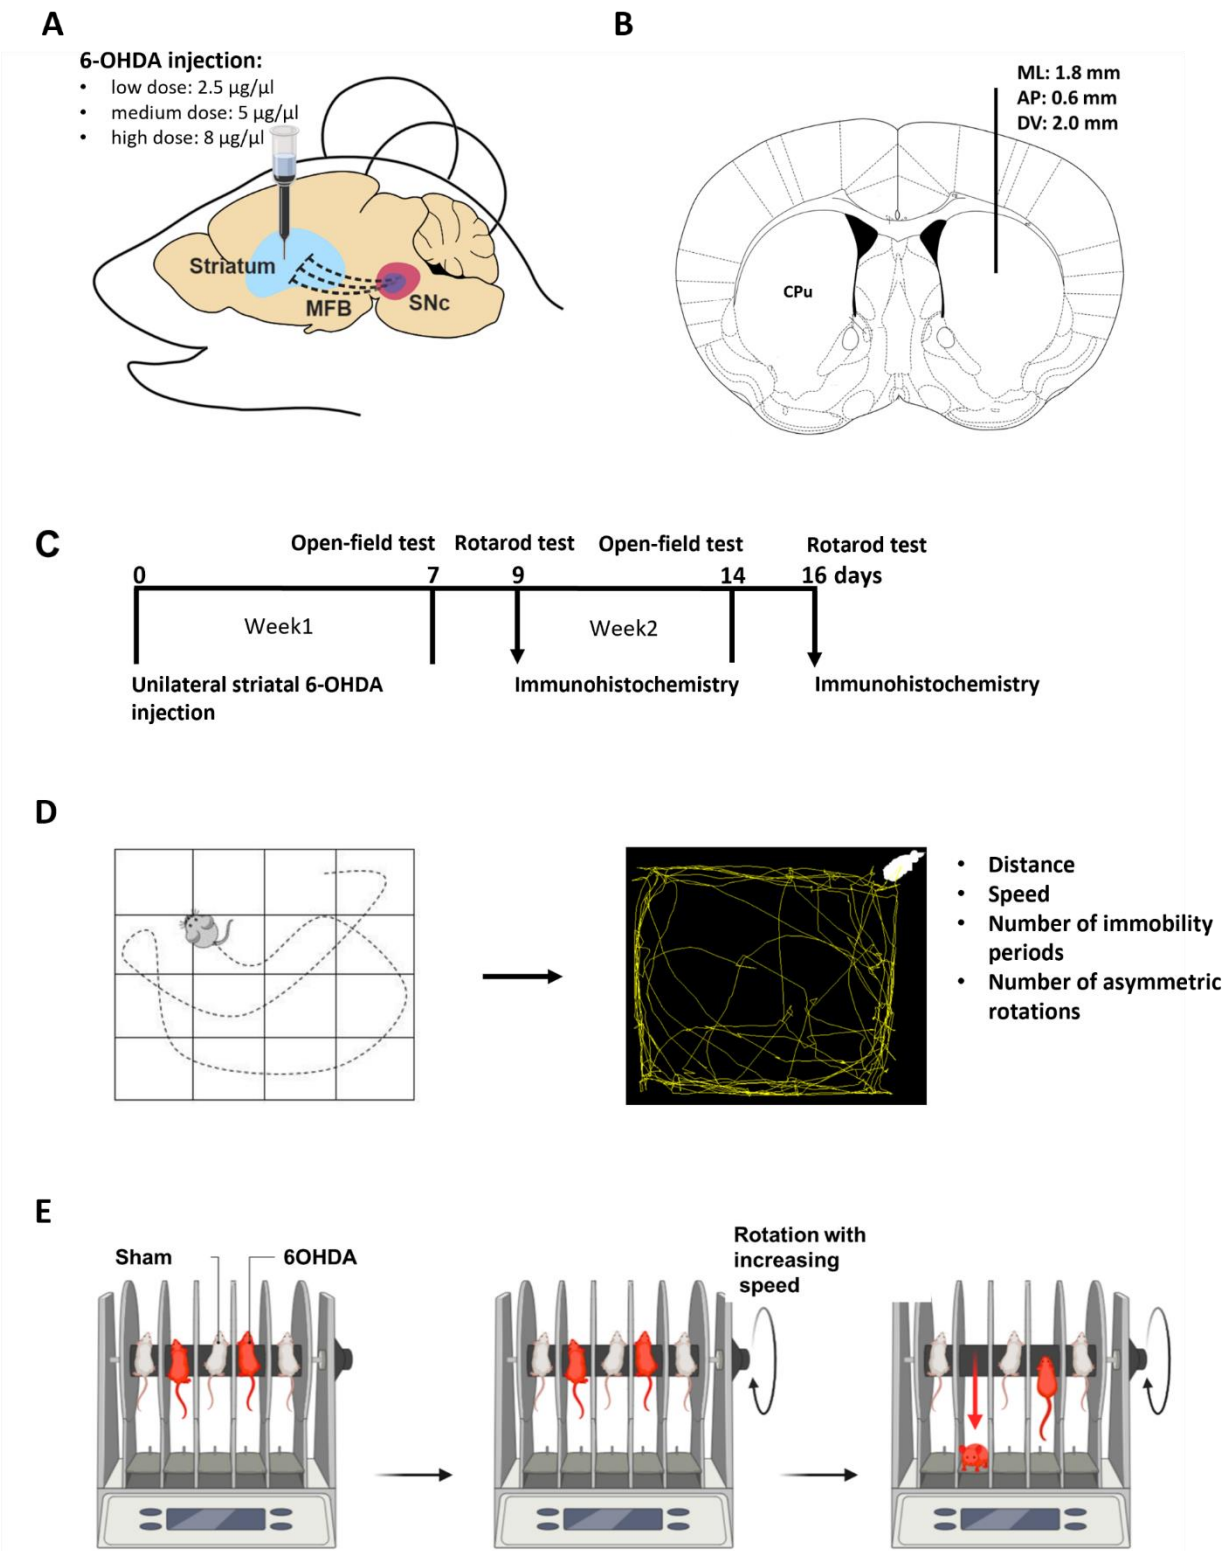 A
6-OHDA injection:
• low dose: 2.5 µg/µl
• medium dose: 5 µg/µl
• high dose: 8 µg/µl
Striatum
MFB
SNc
B
ML: 1.8 mm
AP: 0.6 mm
DV: 2.0 mm
CPu
C
Open-field test Rotarod test Open-field test Rotarod test
0 7 9 14 16 days
Week1 Week2
Unilateral striatal 6-OHDA
injection
Immunohistochemistry
Immunohistochemistry
D
• Distance
• Speed
• Number of immobility
periods
• Number of asymmetric
rotations
E
Sham
6OHDA
Rotation with
increasing
speed